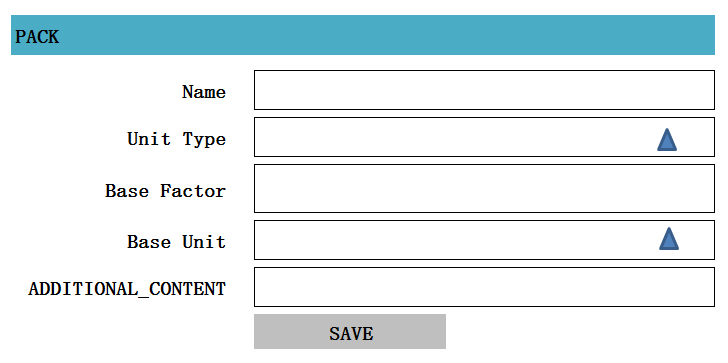 PACK
Name
Unit Type
Base Factor
Base Unit
ADDITIONAL_CONTENT
SAVE